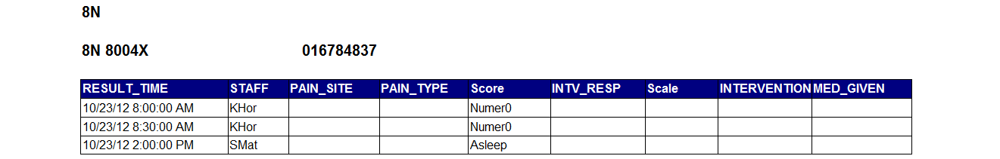 8N
8N 8004X 016784837
RESULT_TIME STAFF PAIN_SITE PAIN_TYPE Score INTV_RESP Scale INTERVENTION MED_GIVEN
10/23/12 8:00:00 AM KHor Numer0
10/23/12 8:30:00 AM KHor Numer0
10/23/12 2:00:00 PM SMat Asleep